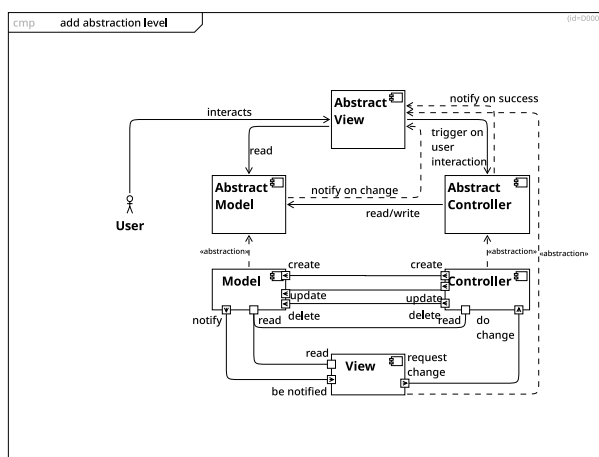 cmp add abstraction level
(id=D000
Abstract
View
notify on success
interacts
trigger on
user
interaction
read
Abstract
Model
notify on change
Abstract
Controller
read/write
User
«abstraction»
«abstraction»
«abstraction»
Model
create
create
Controller
update
update
delete
delete
notify
read
read
do
change
read
View
request
change
be notified